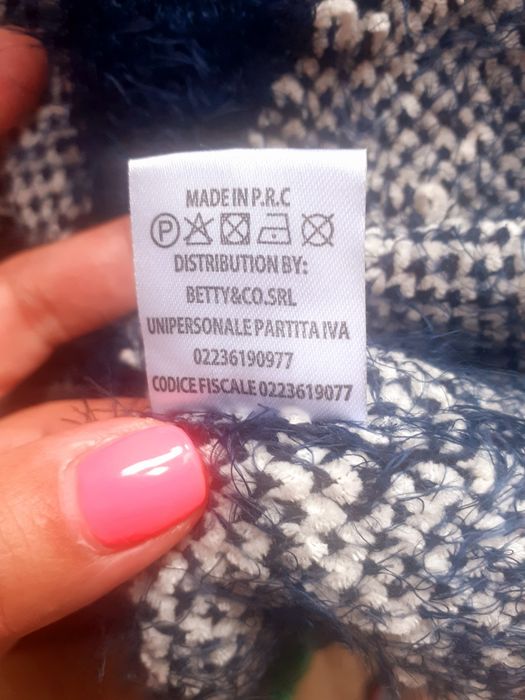 MADE IN P.R.C
P
DISTRIBUTION BY:
BETTY&CO.SRL
UNIPERSONALE PARTITA IVA
02236190977
CODICE FISCALE 0223619077